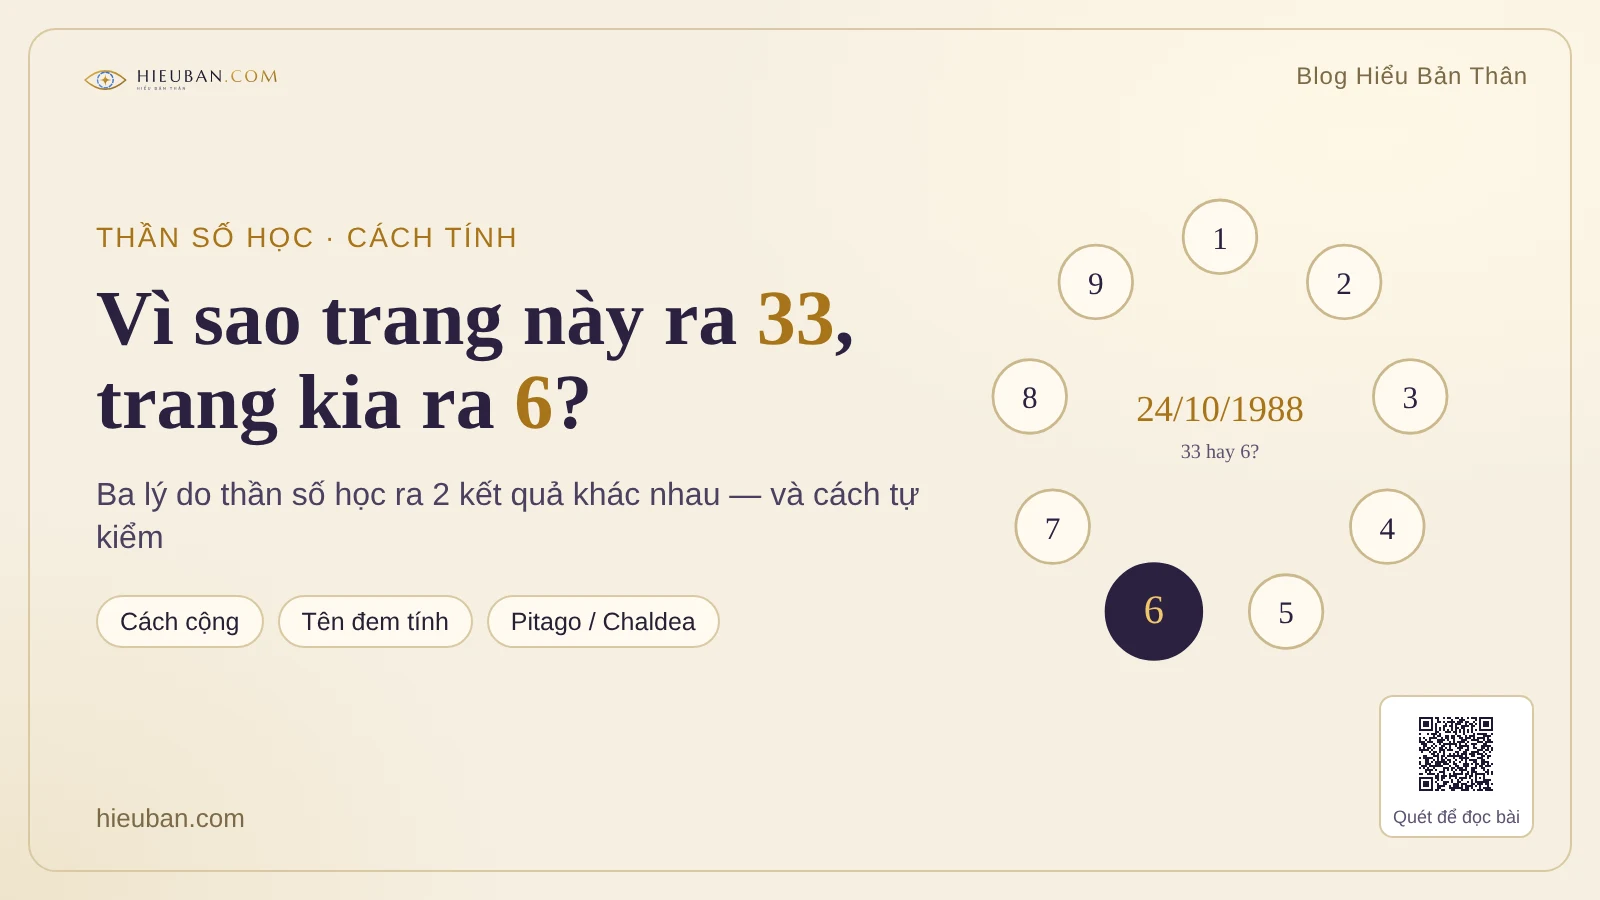 HIEUBAN.COM
HIỂU BẢN THÂN
Blog Hiểu Bản Thân
THẦN SỐ HỌC · CÁCH TÍNH
Vì sao trang này ra 33,
trang kia ra 6?
Ba lý do thần số học ra 2 kết quả khác nhau — và cách tự
kiểm
Cách cộng
Tên đem tính
Pitago / Chaldea
1
2
3
4
5
6
7
8
9
24/10/1988
33 hay 6?
hieuban.com
Quét để đọc bài